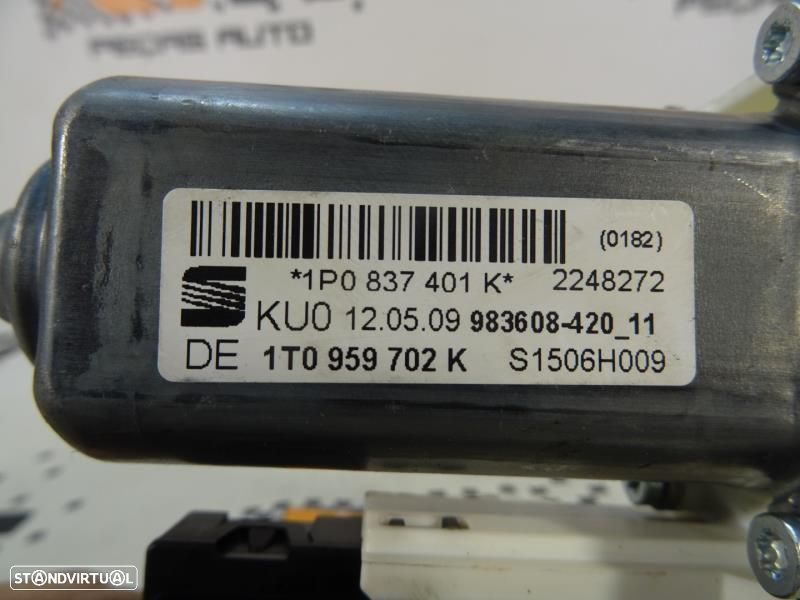 PEÇAS AUTO
(0182)
*1P0 837 401 K* 2248272
KU0 12.05.09 983608-420_11
DE 1T0 959 702 K S1506H009
STANDVIRTUAL